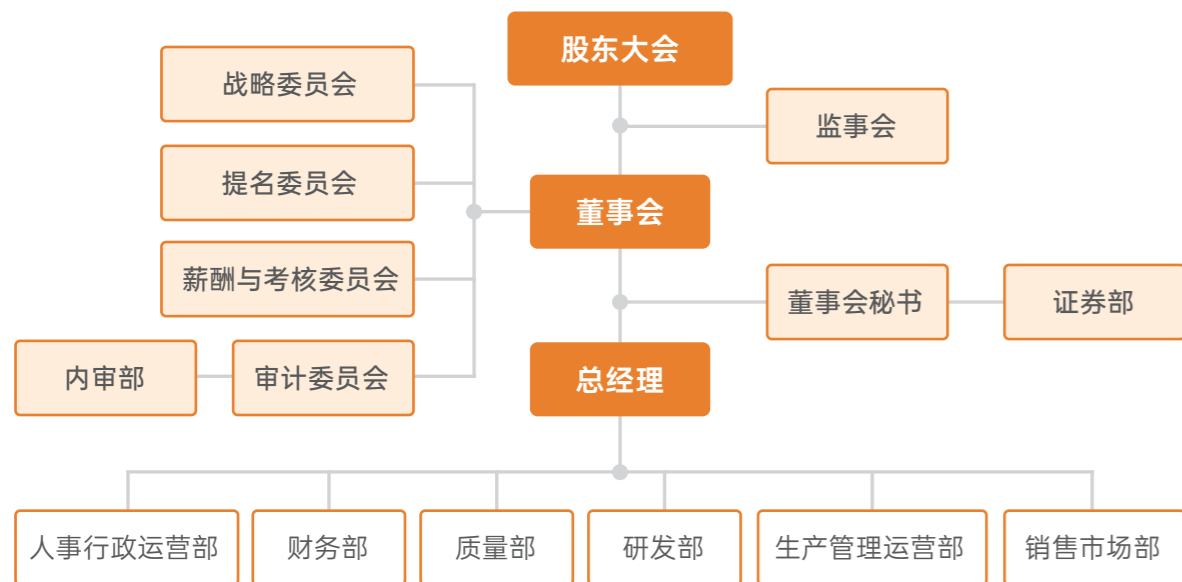 股东大会
战略委员会
监事会
提名委员会
董事会
薪酬与考核委员会
董事会秘书
证券部
内审部
审计委员会
总经理
人事行政运营部
财务部
质量部
研发部
生产管理运营部
销售市场部